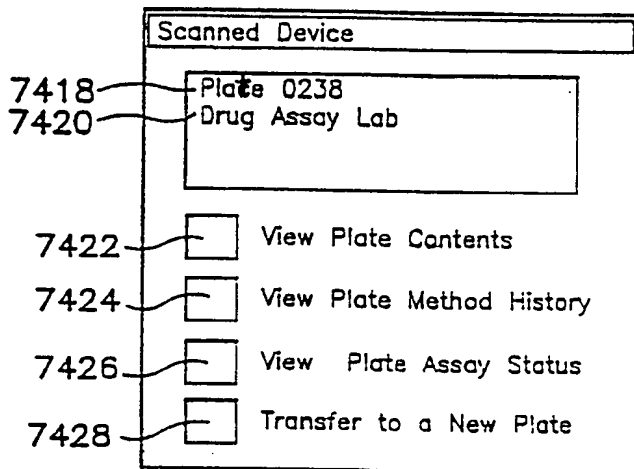 Scanned Device
7418 Plate 0238
7420 Drug Assay Lab
7422 View Plate Contents
7424 View Plate Method History
7426 View Plate Assay Status
7428 Transfer to a New Plate